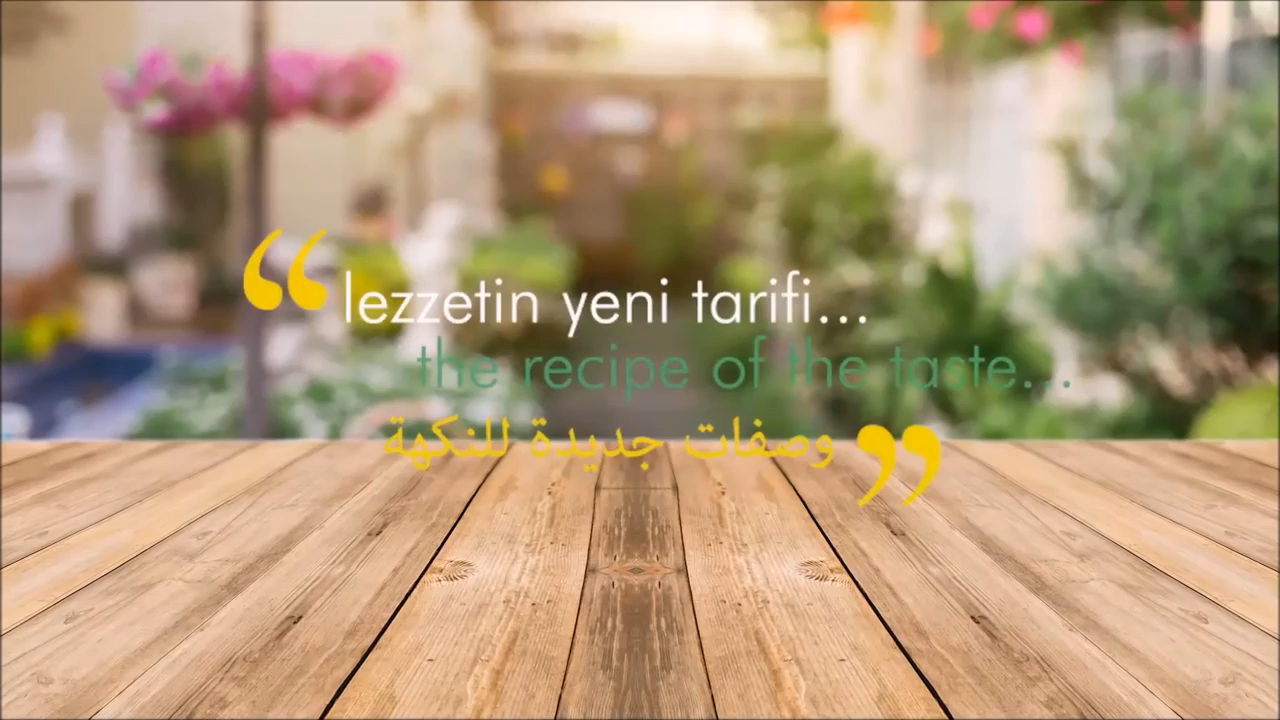 “lezzetin yeni tarifi...
the recipe of the taste...
وصفات جديدة للنكهة”